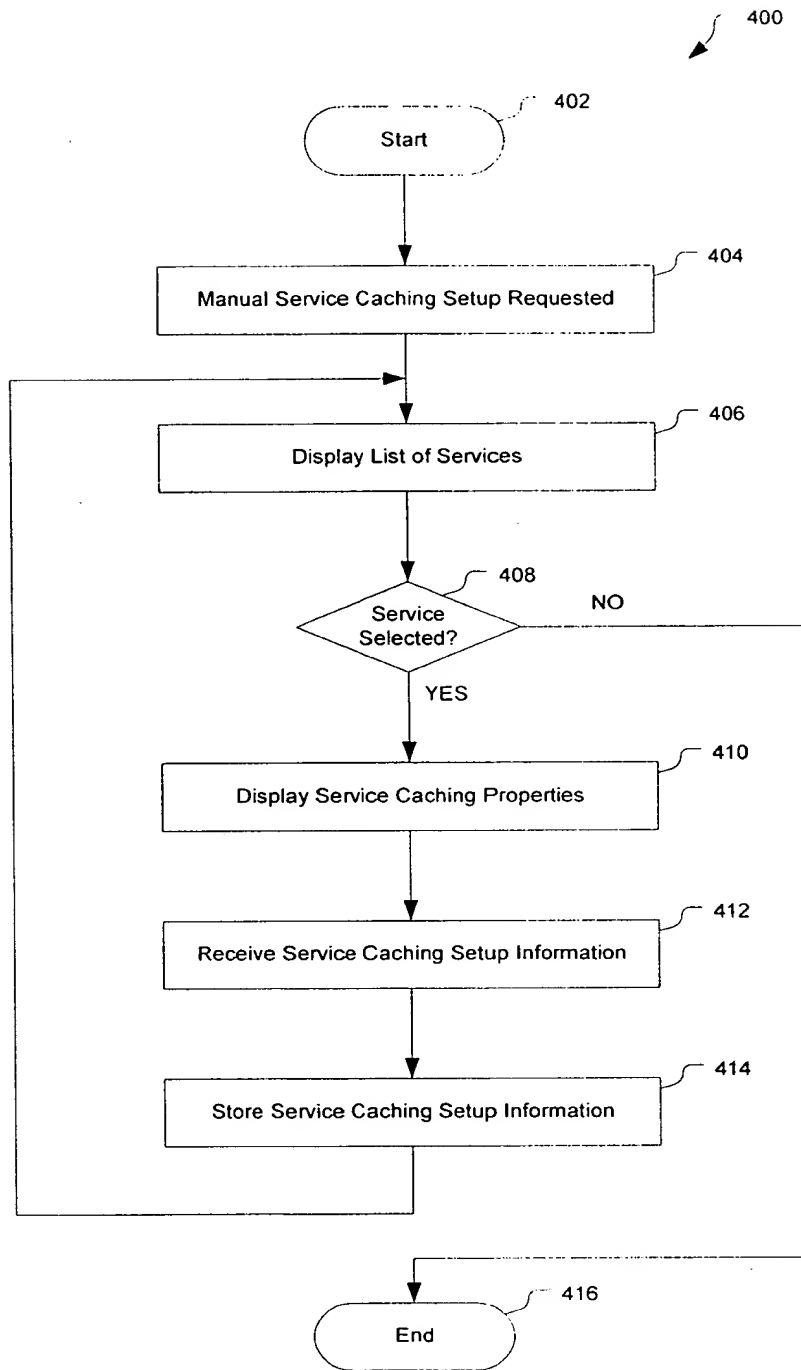 400
402
Start
404
Manual Service Caching Setup Requested
406
Display List of Services
408
Service
Selected?
NO
YES
410
Display Service Caching Properties
412
Receive Service Caching Setup Information
414
Store Service Caching Setup Information
416
End